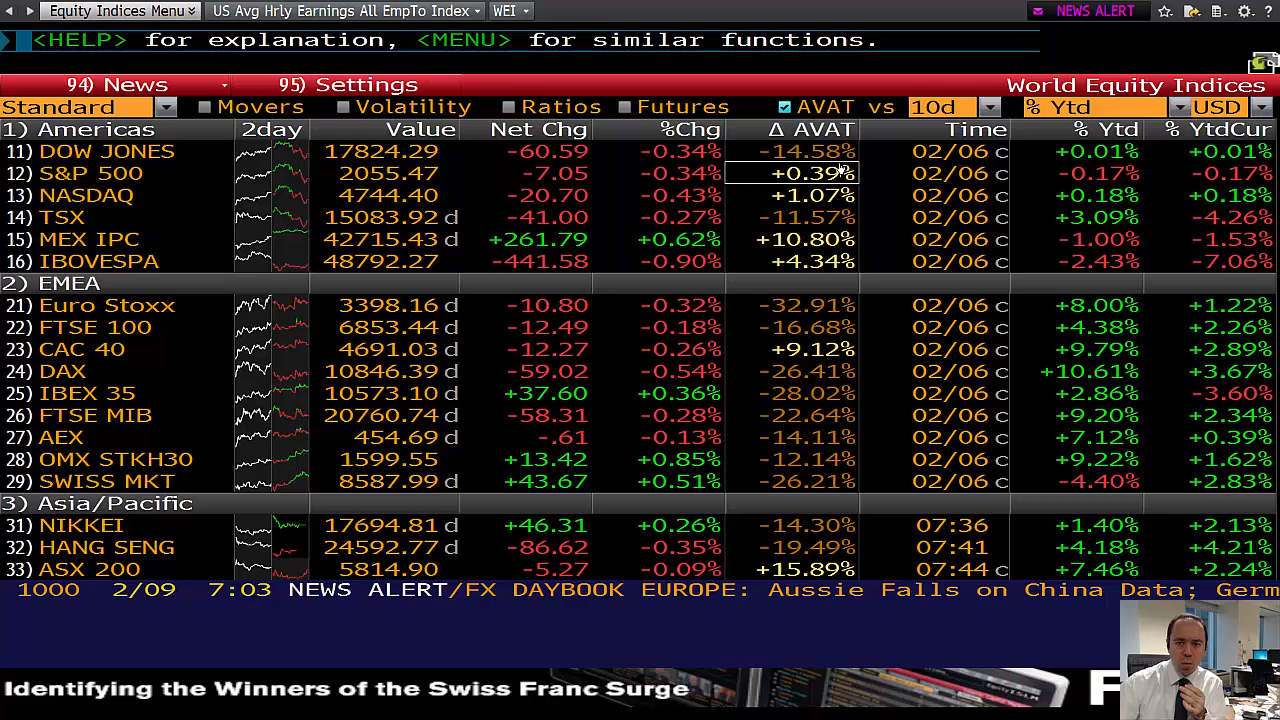 Equity Indices Menu US Avg Hrly Earnings All EmpTo Index WEI NEWS ALERT ?
<HELP> for explanation, <MENU> for similar functions.
94) News 95) Settings World Equity Indices
Standard Movers Volatility Ratios Futures AVAT vs 10d % Ytd USD
1) Americas 2day Value Net Chg %Chg Δ AVAT Time % Ytd % YtdCur
11) DOW JONES 17824.29 -60.59 -0.34% -14.58% 02/06 c +0.01% +0.01%
12) S&P 500 2055.47 -7.05 -0.34% +0.39% 02/06 c -0.17% -0.17%
13) NASDAQ 4744.40 -20.70 -0.43% +1.07% 02/06 c +0.18% +0.18%
14) TSX 15083.92 d -41.00 -0.27% -11.57% 02/06 c +3.09% -4.26%
15) MEX IPC 42715.43 d +261.79 +0.62% +10.80% 02/06 c -1.00% -1.53%
16) IBOVESPA 48792.27 -441.58 -0.90% +4.34% 02/06 c -2.43% -7.06%
2) EMEA
21) Euro Stoxx 3398.16 d -10.80 -0.32% -32.91% 02/06 c +8.00% +1.22%
22) FTSE 100 6853.44 d -12.49 -0.18% -16.68% 02/06 c +4.38% +2.26%
23) CAC 40 4691.03 d -12.27 -0.26% +9.12% 02/06 c +9.79% +2.89%
24) DAX 10846.39 d -59.02 -0.54% -26.41% 02/06 c +10.61% +3.67%
25) IBEX 35 10573.10 d +37.60 +0.36% -28.02% 02/06 c +2.86% -3.60%
26) FTSE MIB 20760.74 d -58.31 -0.28% -22.64% 02/06 c +9.20% +2.34%
27) AEX 454.69 d -.61 -0.13% -14.11% 02/06 c +7.12% +0.39%
28) OMX STKH30 1599.55 +13.42 +0.85% -12.14% 02/06 c +9.22% +1.62%
29) SWISS MKT 8587.99 d +43.67 +0.51% -26.21% 02/06 c -4.40% +2.83%
3) Asia/Pacific
31) NIKKEI 17694.81 d +46.31 +0.26% -14.30% 07:36 +1.40% +2.13%
32) HANG SENG 24592.77 d -86.62 -0.35% -19.49% 07:41 +4.18% +4.21%
33) ASX 200 5814.90 -5.27 -0.09% +15.89% 07:44 c +7.46% +2.24%
1000 2/09 7:03 NEWS ALERT/FX DAYBOOK EUROPE: Aussie Falls on China Data; Germ
Identifying the Winners of the Swiss Franc Surge